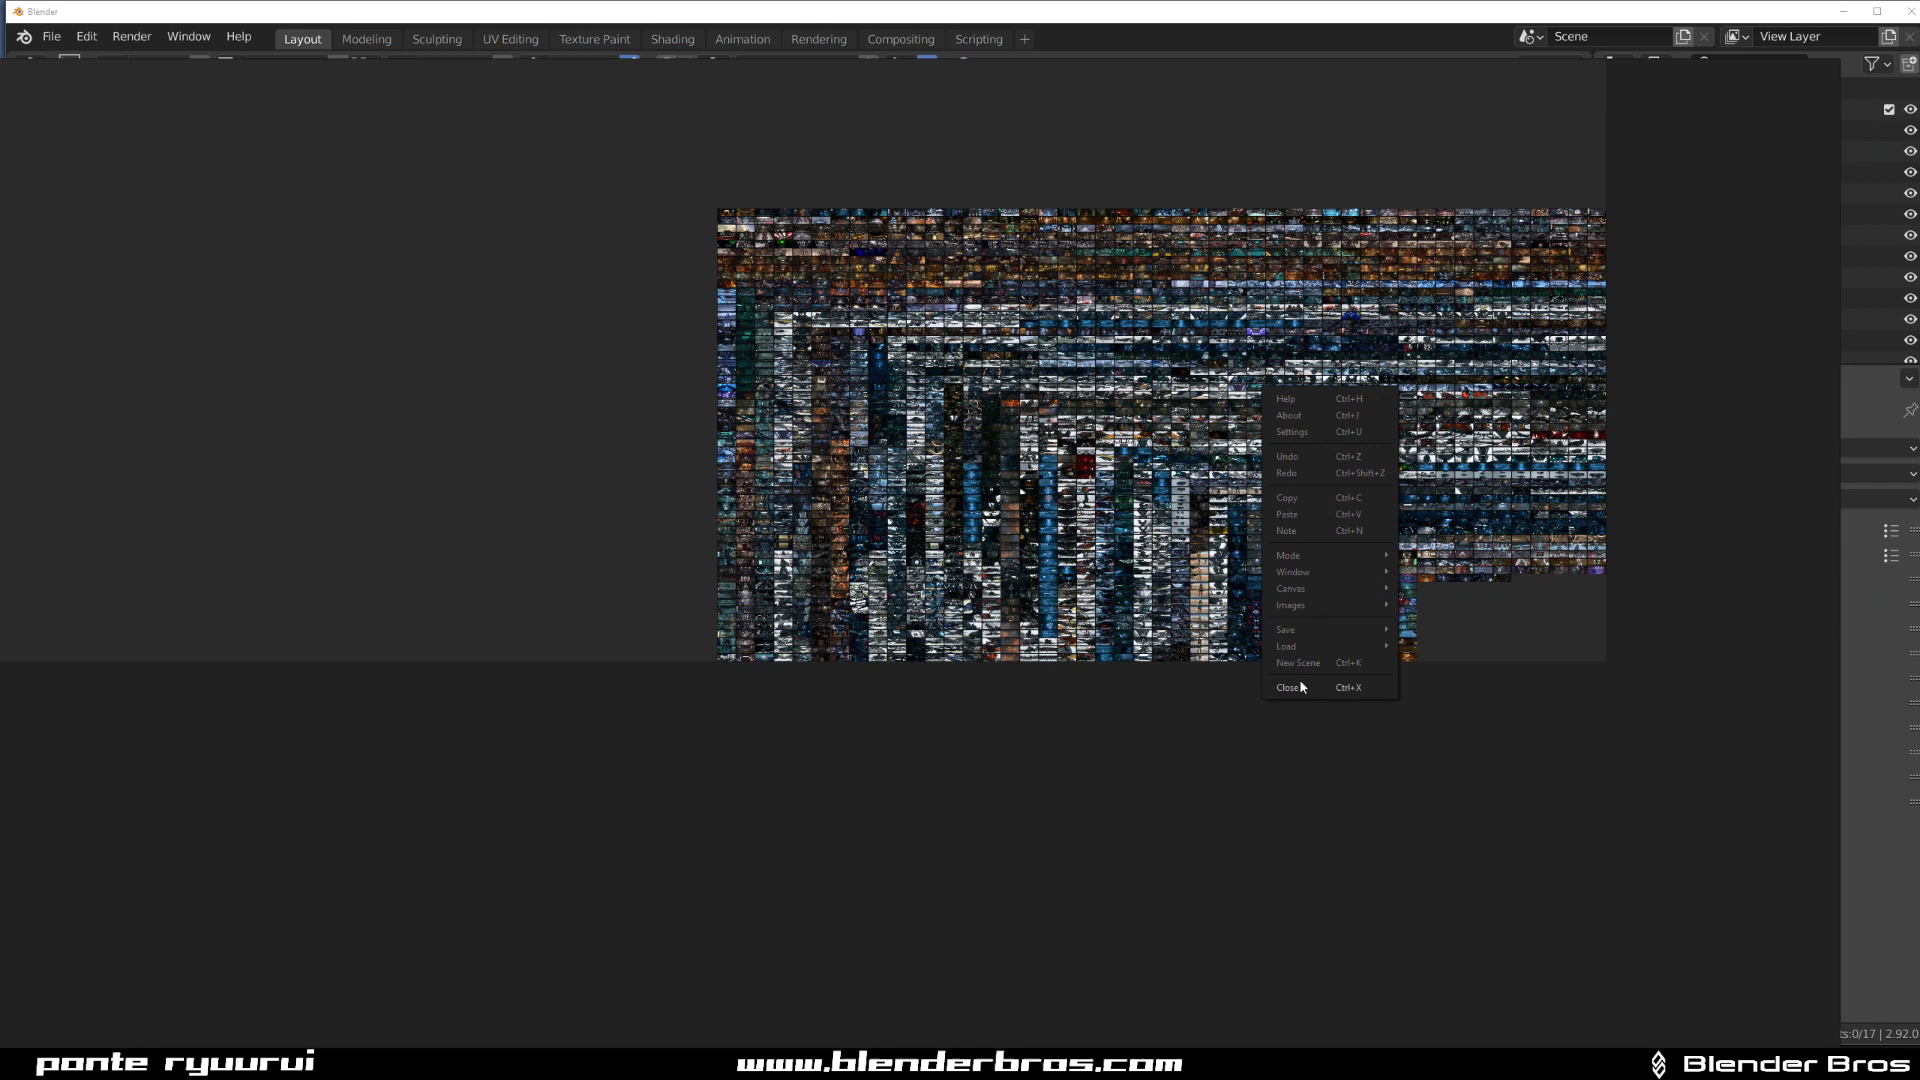 Blender
File Edit Render Window Help Layout Modeling Sculpting UV Editing Texture Paint Shading Animation Rendering Compositing Scripting + Scene View Layer
Help Ctrl+H
About Ctrl+J
Settings Ctrl+U
Undo Ctrl+Z
Redo Ctrl+Shift+Z
Copy Ctrl+C
Paste Ctrl+V
Note Ctrl+N
Mode
Window
Canvas
Images
Save
Load
New Scene Ctrl+K
Close Ctrl+X
ts:0/17 | 2.92.0
ponte ryuurui www.blenderbros.com Blender Bros